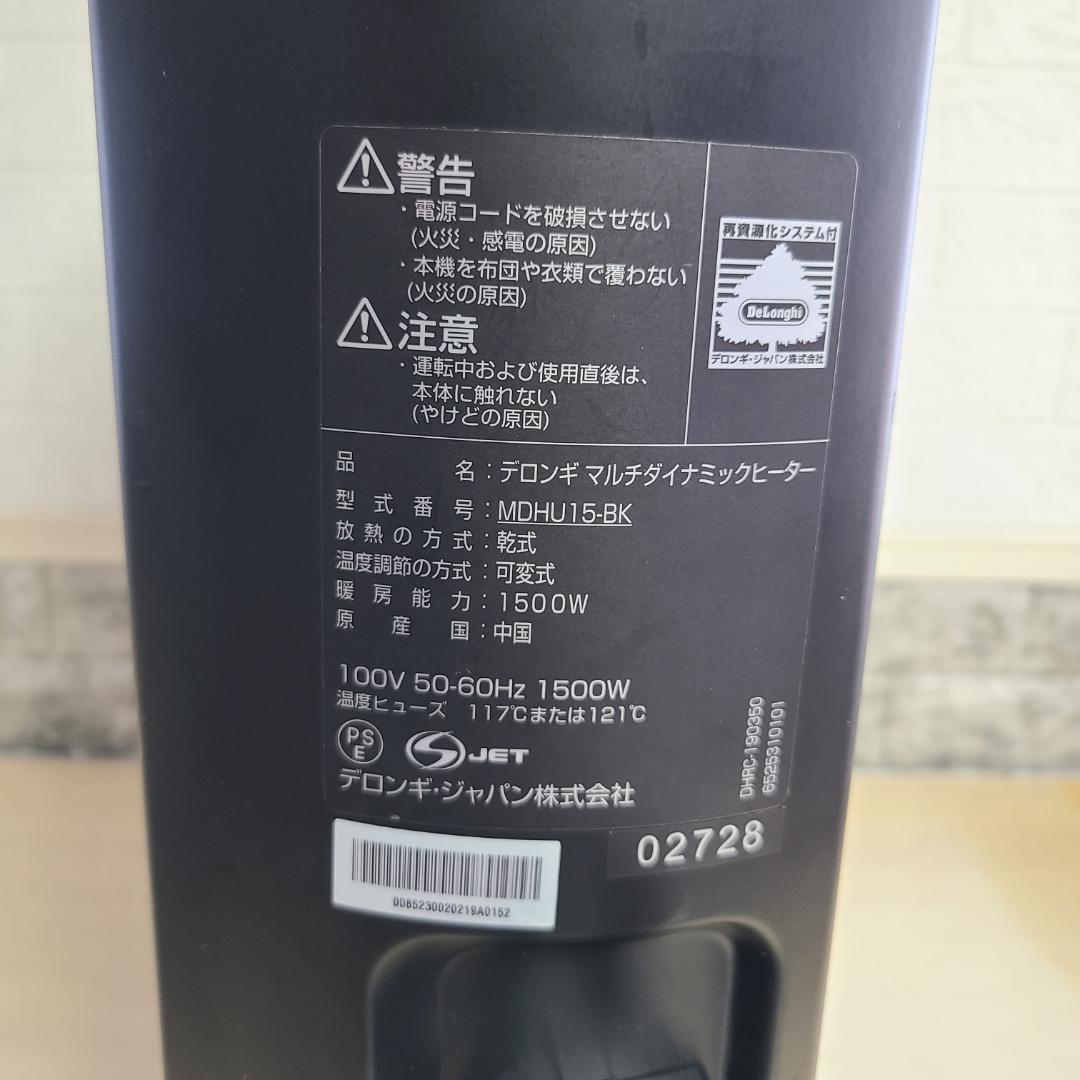 警告
・電源コードを破損させない
(火災・感電の原因)
・本機を布団や衣類で覆わない
(火災の原因)
注意
・運転中および使用直後は、
本体に触れない
(やけどの原因)
再資源化システム付
DeLonghi
デロンギ・ジャパン株式会社
品名：デロンギ マルチダイナミックヒーター
型式番号：MDHU15-BK
放熱の方式：乾式
温度調節の方式：可変式
暖房能力：1500W
原産国：中国
100V 50-60Hz 1500W
温度ヒューズ 117℃または121℃
PS
E
S JET
デロンギ・ジャパン株式会社
DHRC-190350
6525310101
02728
0065230020219A0152